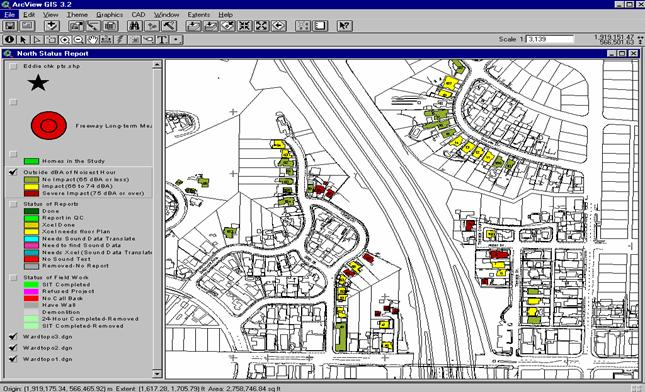 ArcView GIS 3.2
File Edit View Theme Graphics CAD Window Extents Help
Scale 1: 3,139
1,919,151.47
566,501.63
North Status Report
Eddie chk pts.shp
Freeway Long-term Mea
Homes in the Study
Outside dBA of Noisest Hour
No Impact (65 dBA or less)
Impact (66 to 74 dBA)
Severe Impact (75 dBA or over)
Status of Reports
Done
Report in QC
Xcel Done
Xcel needs floor Plan
Needs Sound Data Translate
Need to find Sound Data
Needs Xcel (Sound Data Transla
No Sound Test
Removed-No Report
Status of Field Work
SIT Completed
Refused Project
No Call Back
Have Wall
Demolition
24-Hour Completed-Removed
SIT Completed-Removed
Wardtopo3.dgn
Wardtopo2.dgn
Wardtopo1.dgn
Origin: (1,919,175.34, 566,465.92) m Extent: (1,617.28, 1,705.79) ft Area: 2,758,746.84 sq ft